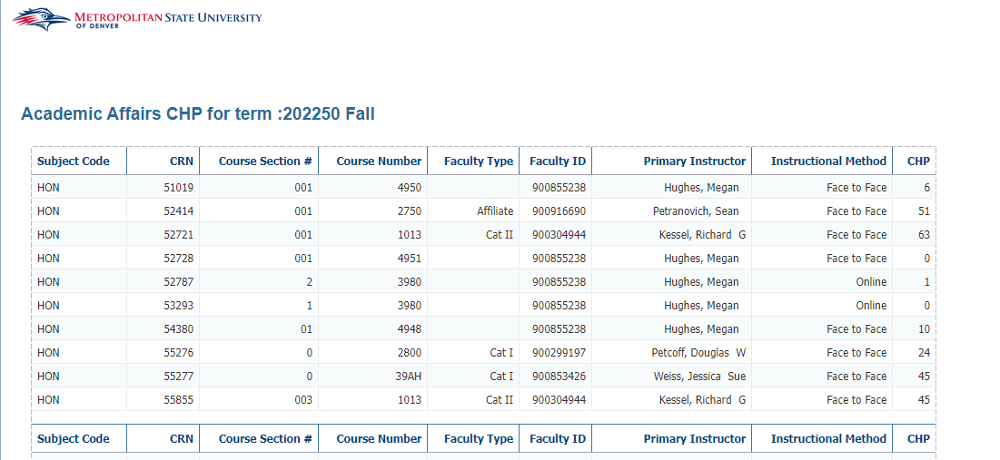 METROPOLITAN STATE UNIVERSITY
OF DENVER
Academic Affairs CHP for term :202250 Fall
Subject Code CRN Course Section # Course Number Faculty Type Faculty ID Primary Instructor Instructional Method CHP
HON 51019 001 4950 900855238 Hughes, Megan Face to Face 6
HON 52414 001 2750 Affiliate 900916690 Petranovich, Sean Face to Face 51
HON 52721 001 1013 Cat II 900304944 Kessel, Richard G Face to Face 63
HON 52728 001 4951 900855238 Hughes, Megan Face to Face 0
HON 52787 2 3980 900855238 Hughes, Megan Online 1
HON 53293 1 3980 900855238 Hughes, Megan Online 0
HON 54380 01 4948 900855238 Hughes, Megan Face to Face 10
HON 55276 0 2800 Cat I 900299197 Petcoff, Douglas W Face to Face 24
HON 55277 0 39AH Cat I 900853426 Weiss, Jessica Sue Face to Face 45
HON 55855 003 1013 Cat II 900304944 Kessel, Richard G Face to Face 45
Subject Code CRN Course Section # Course Number Faculty Type Faculty ID Primary Instructor Instructional Method CHP